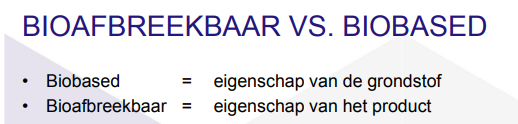 BIOAFBREEKBAAR VS. BIOBASED
• Biobased = eigenschap van de grondstof
• Bioafbreekbaar = eigenschap van het product